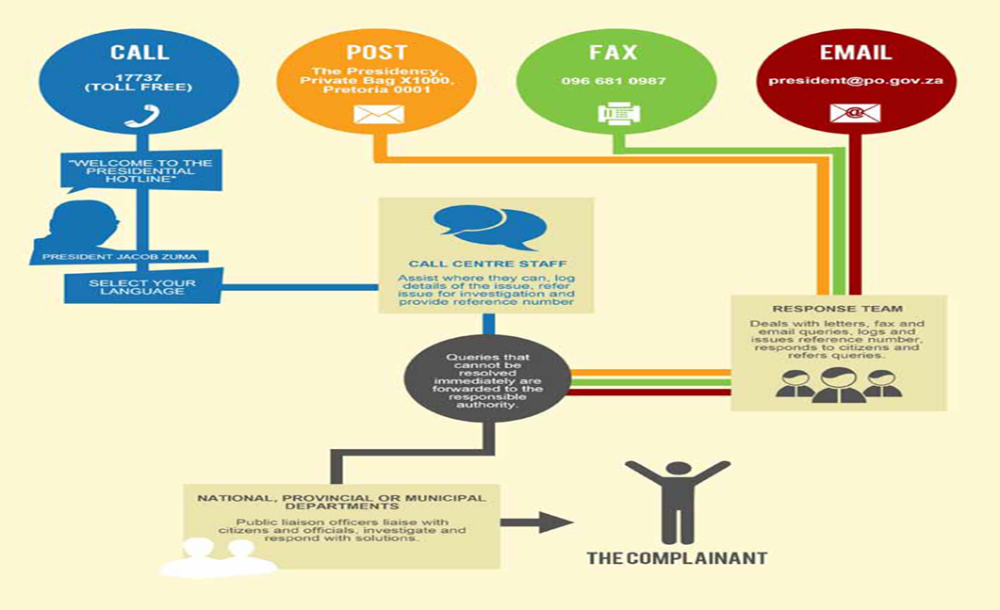 CALL
17737
(TOLL FREE)
POST
The Presidency,
Private Bag X1000,
Pretoria 0001
FAX
096 681 0987
EMAIL
president@po.gov.za
@
"WELCOME TO THE
PRESIDENTIAL
HOTLINE"
PRESIDENT JACOB ZUMA
SELECT YOUR
LANGUAGE
CALL CENTRE STAFF
Assist where they can, log
details of the issue, refer
issue for investigation and
provide reference number
RESPONSE TEAM
Deals with letters, fax and
email queries, logs and
issues reference number,
responds to citizens and
refers queries.
Queries that
cannot be
resolved
immediately are
forwarded to the
responsible
authority.
NATIONAL, PROVINCIAL OR MUNICIPAL
DEPARTMENTS
Public liaison officers liaise with
citizens and officials, investigate and
respond with solutions.
THE COMPLAINANT